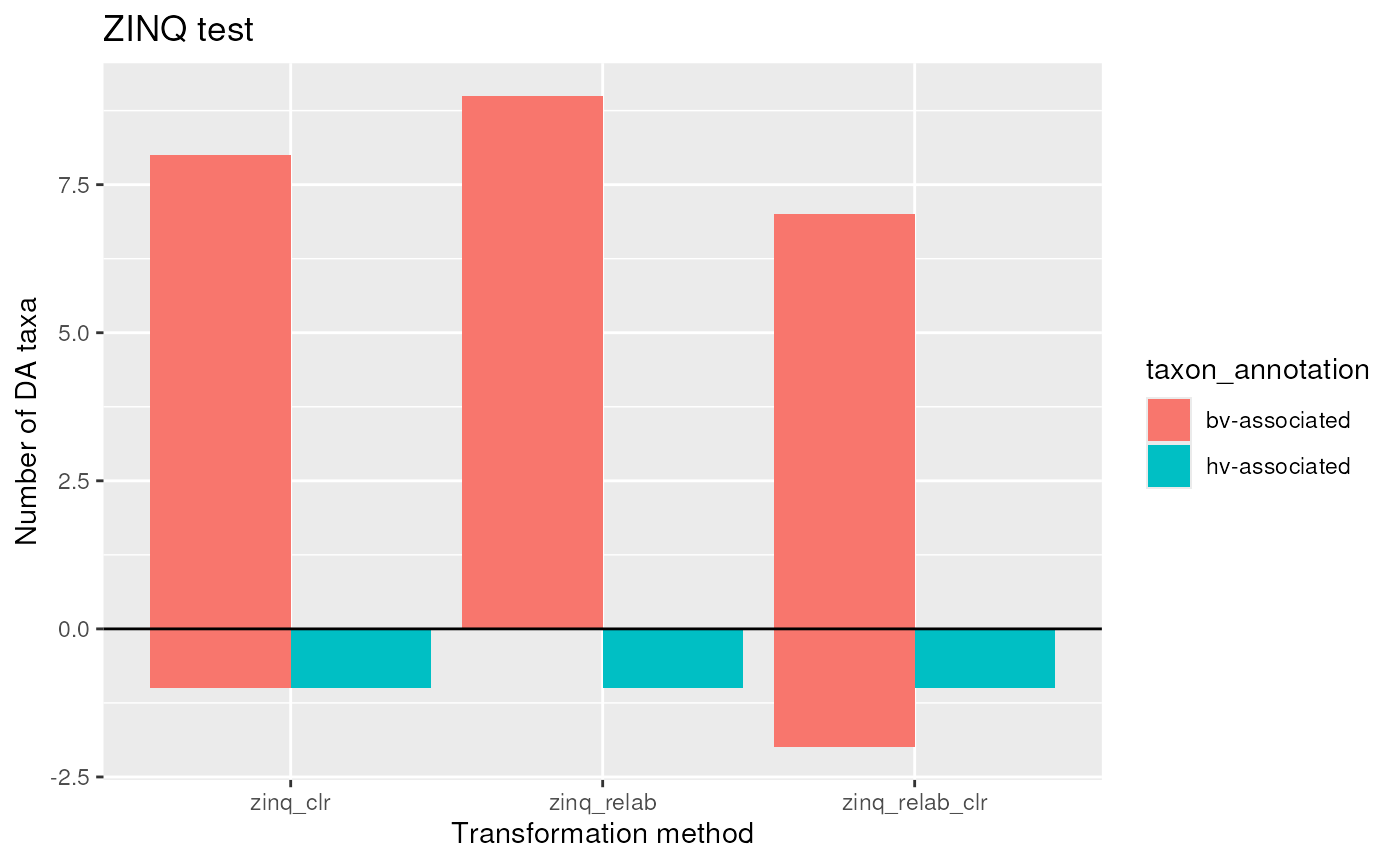 ZINQ test
Number of DA taxa
7.5
5.0
2.5
0.0
-2.5
zinq_clr
zinq_relab
zinq_relab_clr
Transformation method
taxon_annotation
bv-associated
hv-associated